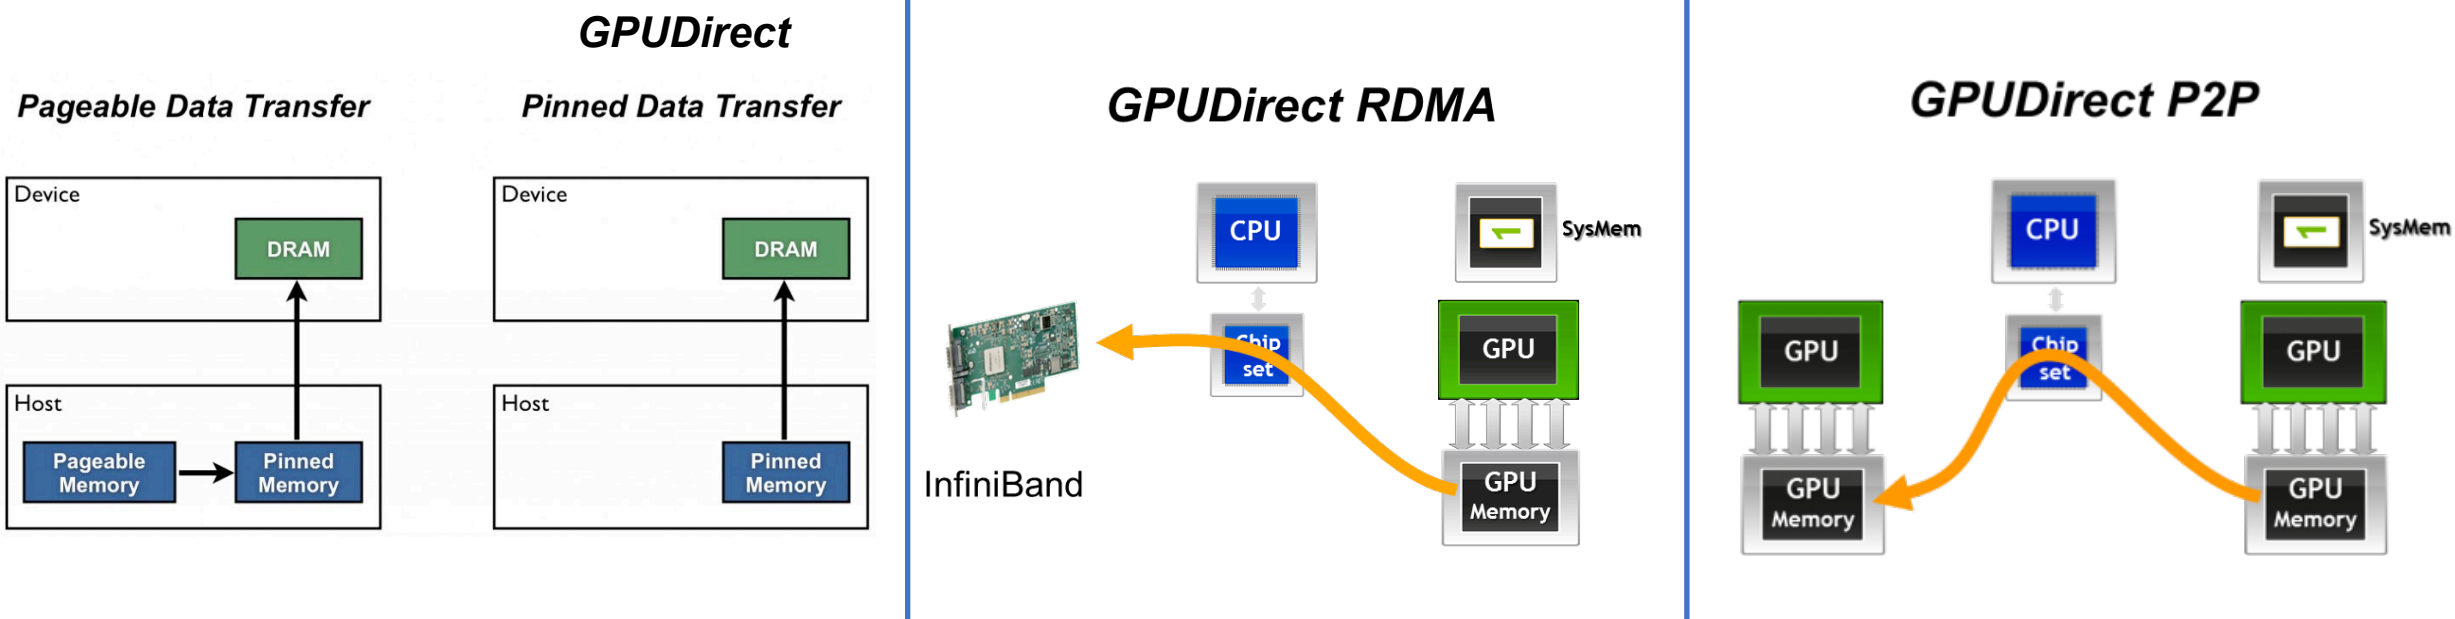 GPUDirect
Pageable Data Transfer
Pinned Data Transfer
Device
DRAM
Host
Pageable
Memory
Pinned
Memory
Device
DRAM
Host
Pinned
Memory
GPUDirect RDMA
CPU
1
SysMem
Chip
set
GPU
InfiniBand
GPU
Memory
GPUDirect P2P
CPU
1
SysMem
GPU
Chip
set
GPU
GPU
Memory
GPU
Memory